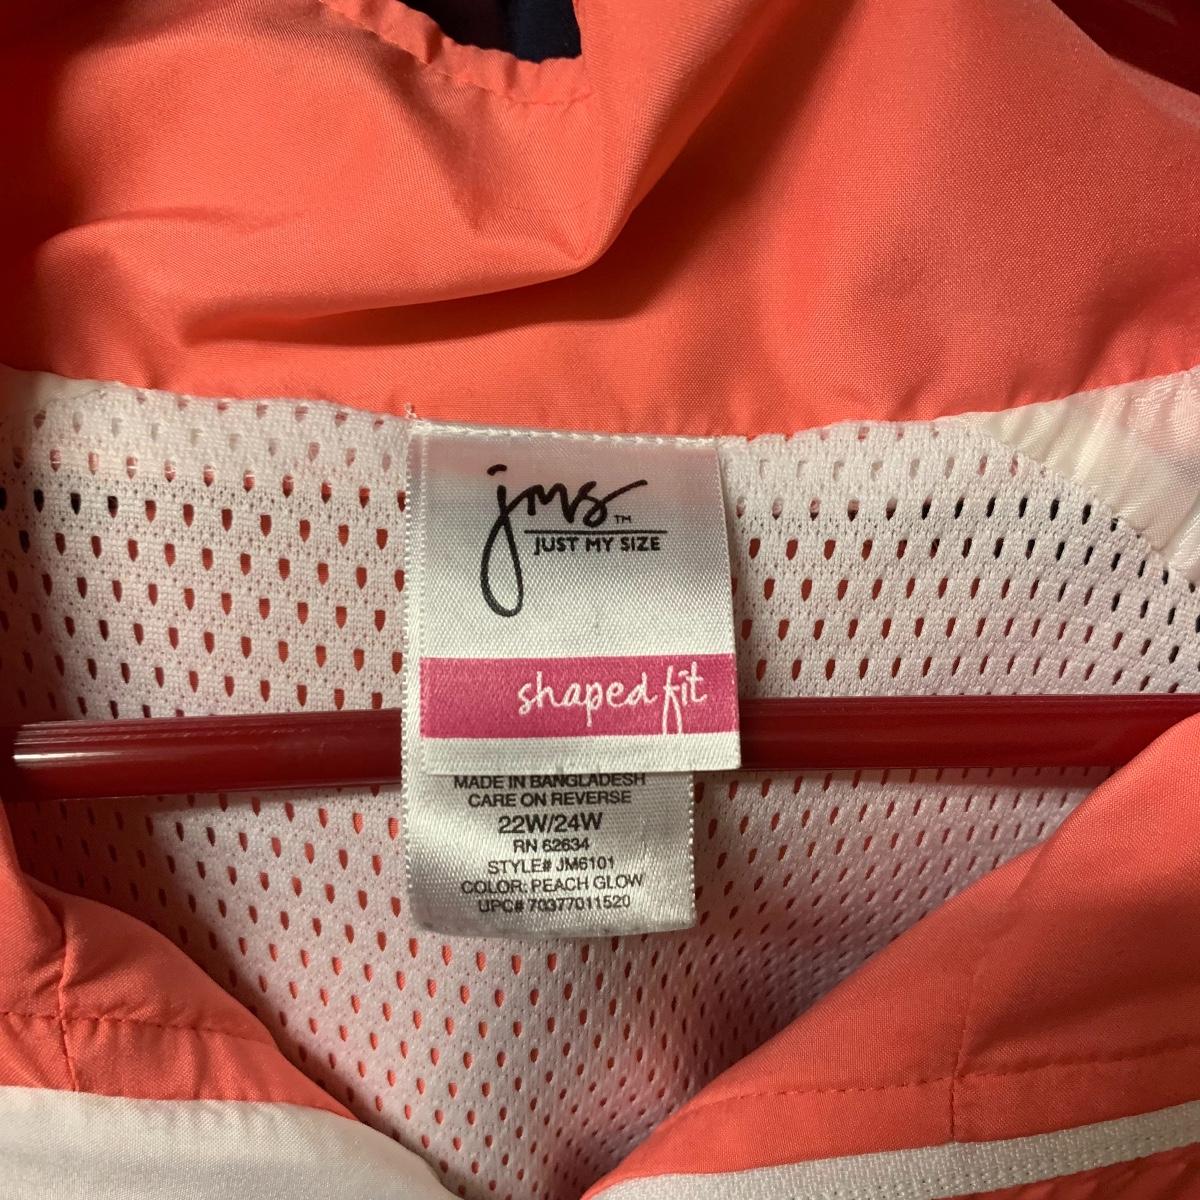 jms™
JUST MY SIZE
shaped fit
MADE IN BANGLADESH
CARE ON REVERSE
22W/24W
RN 62634
STYLE# JM6101
COLOR: PEACH GLOW
UPC# 70377011520